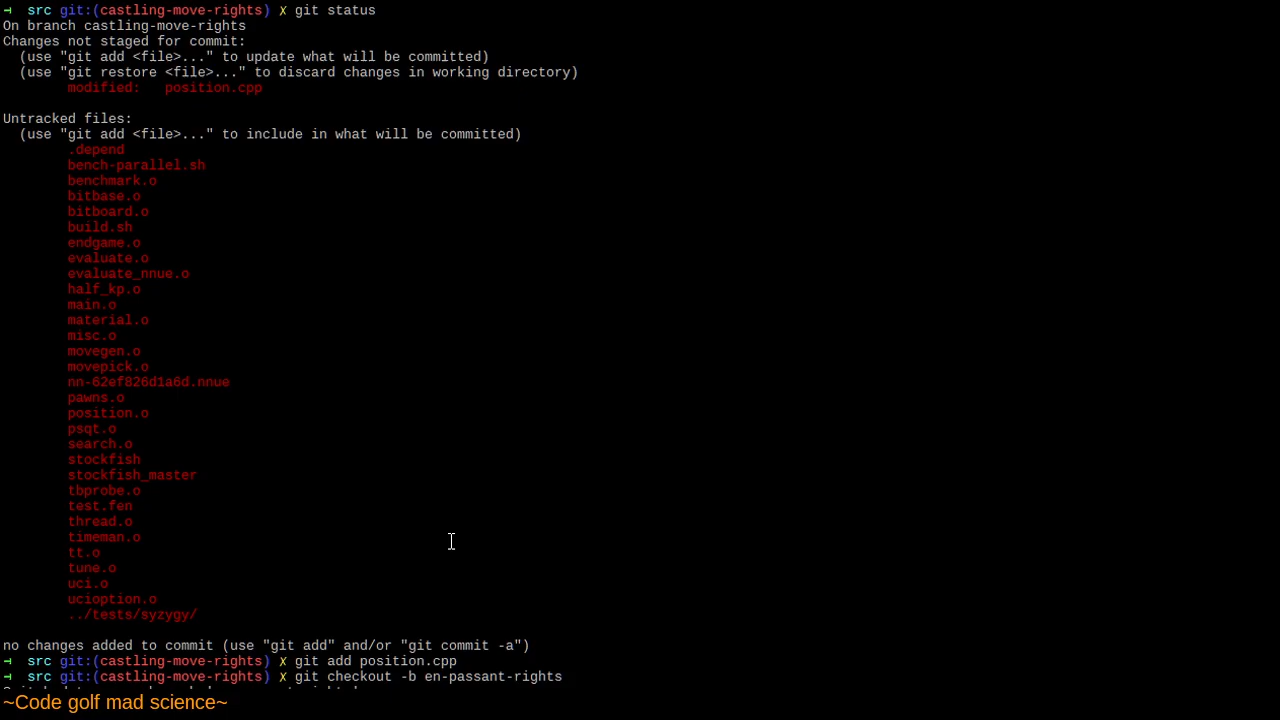 → src git:(castling-move-rights) ✗ git status
On branch castling-move-rights
Changes not staged for commit:
(use "git add <file>..." to update what will be committed)
(use "git restore <file>..." to discard changes in working directory)
modified:   position.cpp
Untracked files:
(use "git add <file>..." to include in what will be committed)
.depend
bench-parallel.sh
benchmark.o
bitbase.o
bitboard.o
build.sh
endgame.o
evaluate.o
evaluate_nnue.o
half_kp.o
main.o
material.o
misc.o
movegen.o
movepick.o
nn-62ef826d1a6d.nnue
pawns.o
position.o
psqt.o
search.o
stockfish
stockfish_master
tbprobe.o
test.fen
thread.o
timeman.o
tt.o
tune.o
uci.o
ucioption.o
../tests/syzygy/
no changes added to commit (use "git add" and/or "git commit -a")
→ src git:(castling-move-rights) ✗ git add position.cpp
→ src git:(castling-move-rights) ✗ git checkout -b en-passant-rights
~Code golf mad science~